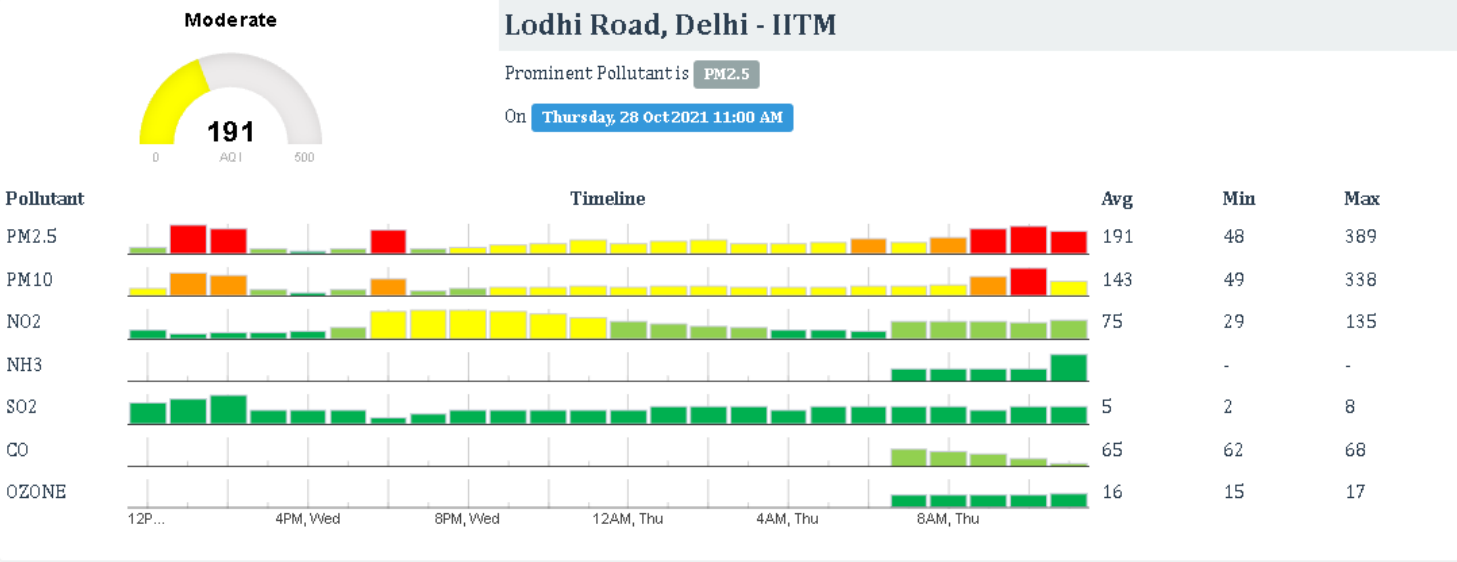 Moderate
191
0 AQI 500
Lodhi Road, Delhi - IITM
Prominent Pollutant is PM2.5
On Thursday, 28 Oct 2021 11:00 AM
Pollutant Timeline Avg Min Max
PM2.5 191 48 389
PM10 143 49 338
NO2 75 29 135
NH3 - -
SO2 5 2 8
CO 65 62 68
OZONE 16 15 17
12P... 4PM, Wed 8PM, Wed 12AM, Thu 4AM, Thu 8AM, Thu